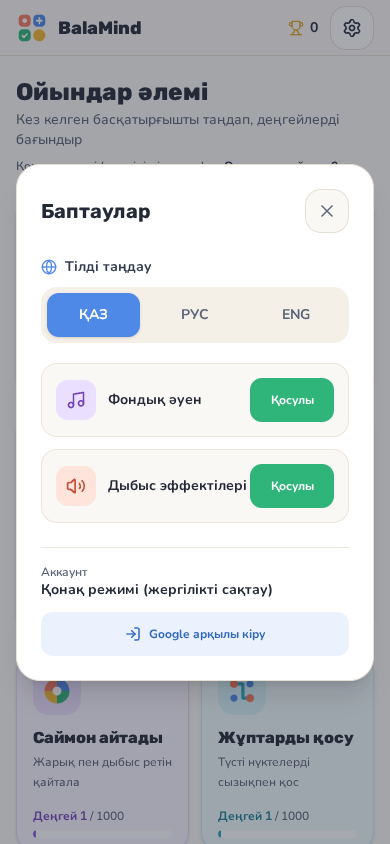 BalaMind
0
Ойындар әлемі
Кез келген басқатырғышты таңдап, деңгейлерді
бағындыр
Баптаулар
Тілді таңдау
ҚАЗ РУС ENG
Фондық әуен Қосулы
Дыбыс эффектілері Қосулы
Аккаунт
Қонақ режимі (жергілікті сақтау)
Google арқылы кіру
Саймон айтады Жұптарды қосу
Жарық пен дыбыс ретін Түсті нүктелерді
қайтала сызықпен қос
Деңгей 1 / 1000 Деңгей 1 / 1000